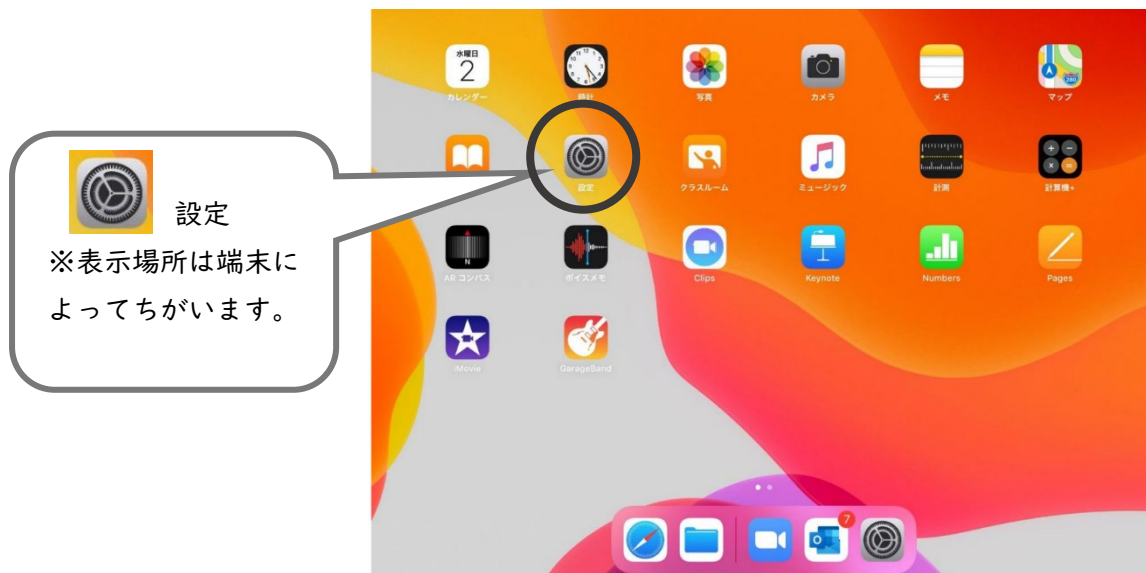 設定
※表示場所は端末に
よってちがいます。
水曜日
2
カレンダー
時計
写真
カメラ
メモ
マップ
280
設定
クラスルーム
ミュージック
計測
計算機+
N
AR コンパス
ボイスメモ
Clips
Keynote
Numbers
Pages
iMovie
GarageBand
7